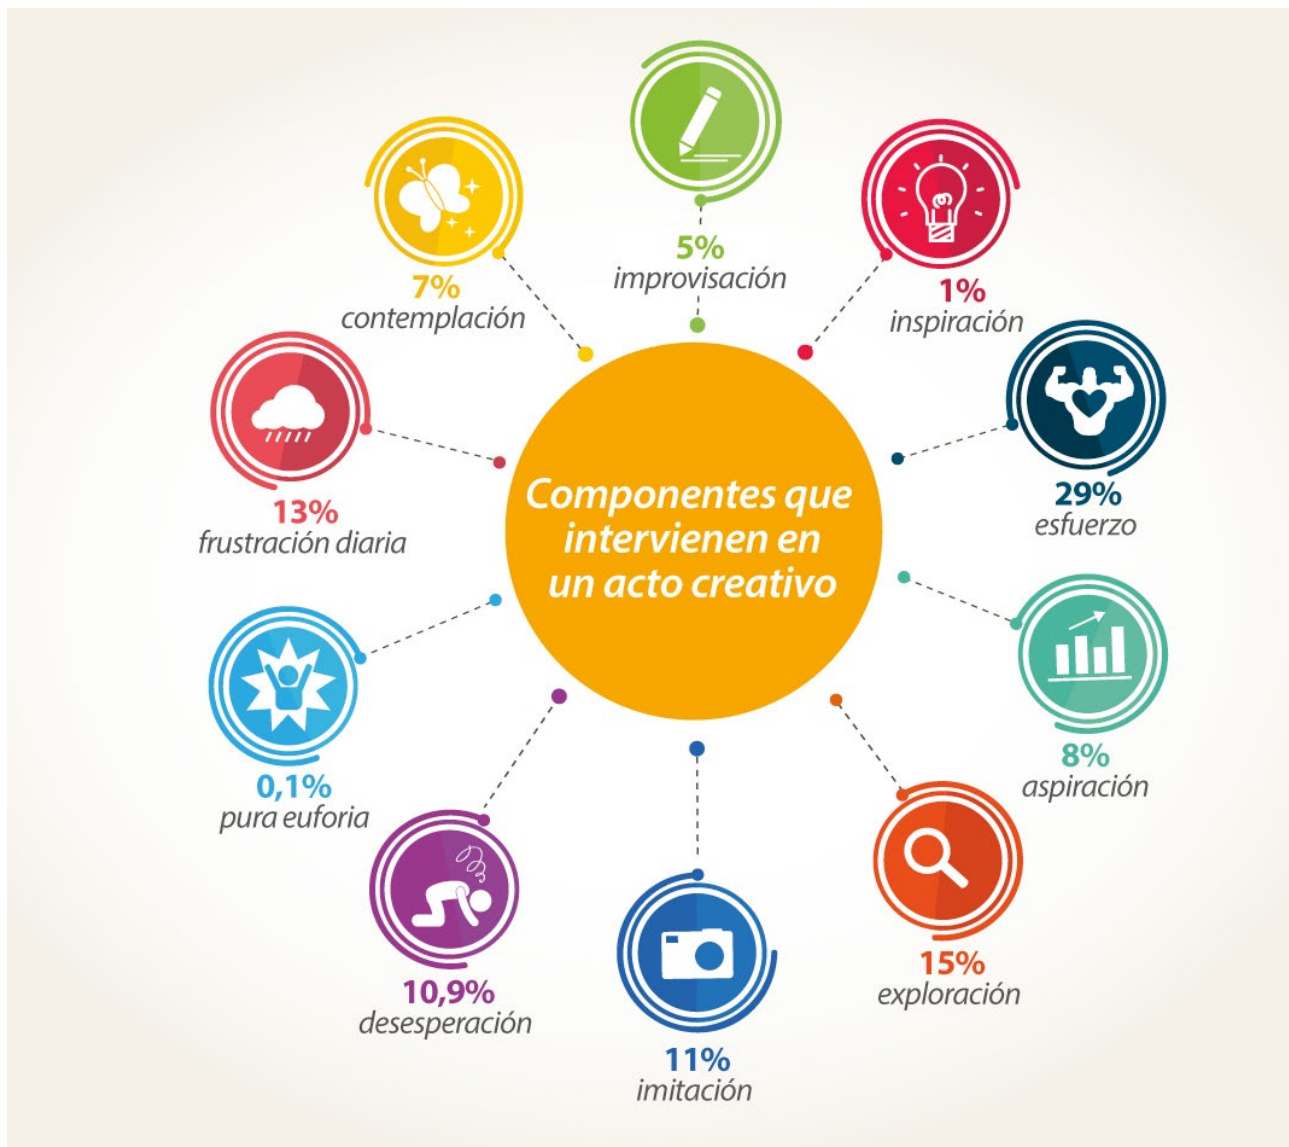 Componentes que
intervienen en
un acto creativo
5%
improvisación
1%
inspiración
29%
esfuerzo
8%
aspiración
15%
exploración
11%
imitación
10,9%
desesperación
0,1%
pura euforia
13%
frustración diaria
7%
contemplación